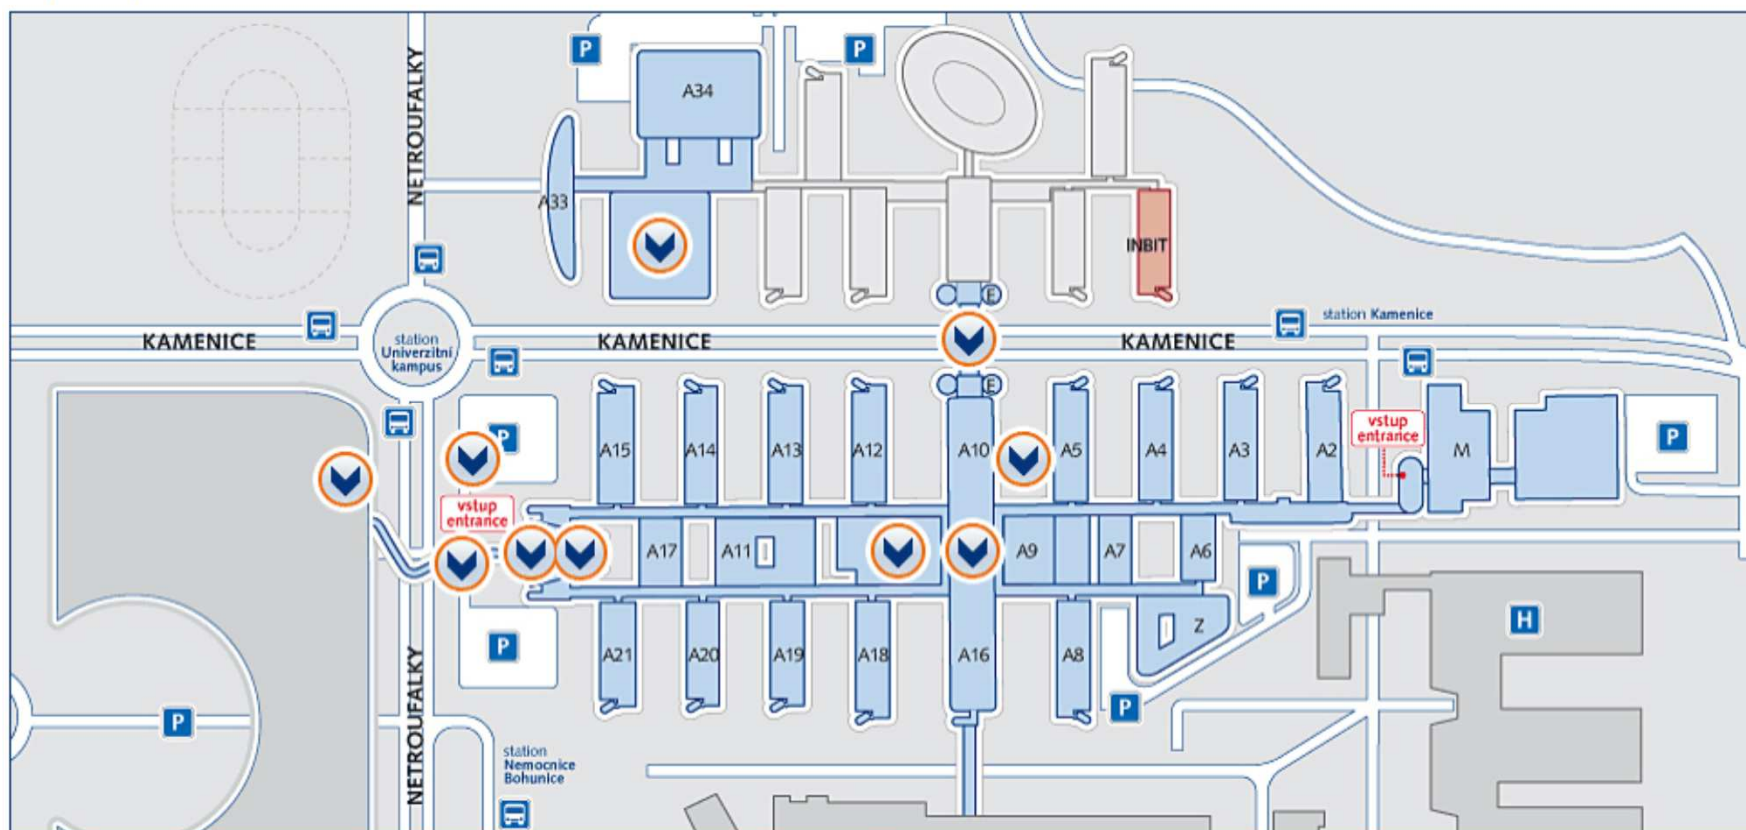 P
P
A34
NETROUFALKY
A33
INBIT
E
station Kamenice
KAMENICE
KAMENICE
KAMENICE
station
Univerzitní
kampus
E
vstup
entrance
P
A15
A14
A13
A12
A10
A5
A4
A3
A2
M
P
vstup
entrance
A17
A11
A9
A7
A6
P
H
P
A21
A20
A19
A18
A16
A8
Z
P
P
NETROUFALKY
station
Nemocnice
Bohunice